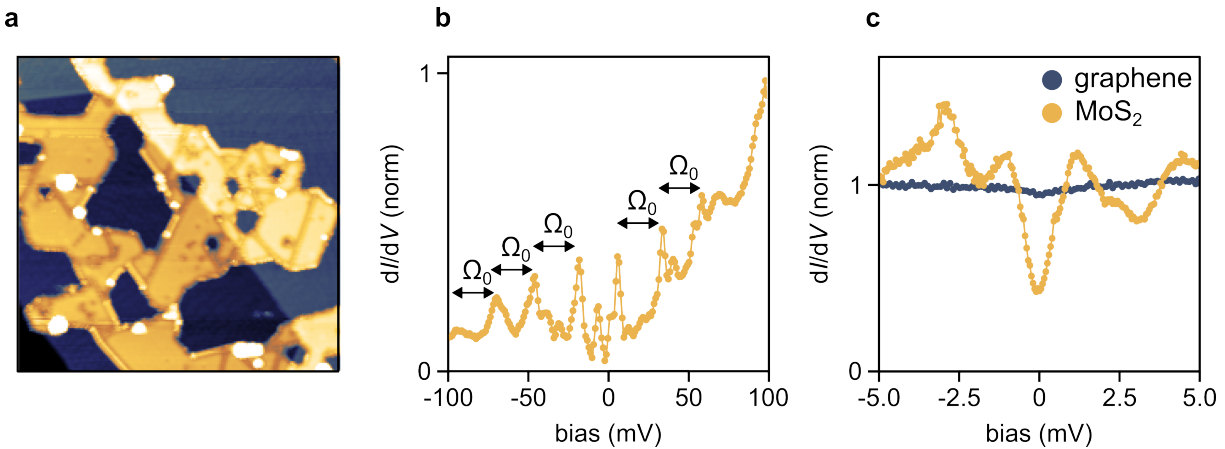 a
b
c
dI/dV (norm)
1
0
Ω₀
Ω₀
Ω₀
Ω₀
Ω₀
-100
-50
0
50
100
bias (mV)
dI/dV (norm)
1
0
graphene
MoS₂
-5.0
-2.5
0
2.5
5.0
bias (mV)